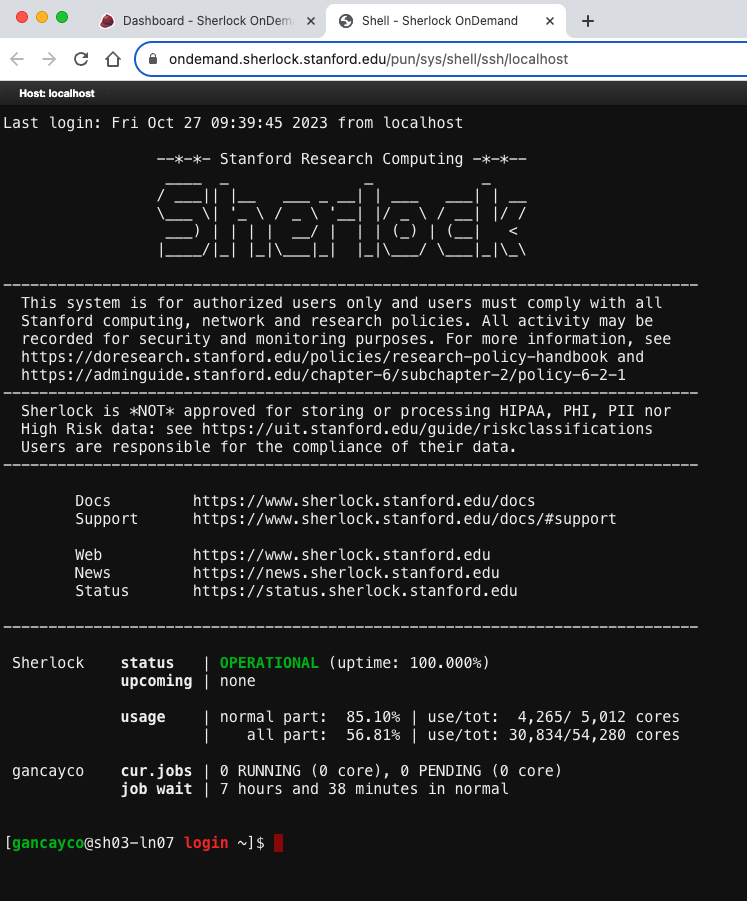 Dashboard - Sherlock OnDem
Shell - Sherlock OnDemand
ondemand.sherlock.stanford.edu/pun/sys/shell/ssh/localhost
Host: localhost
Last login: Fri Oct 27 09:39:45 2023 from localhost
--*-*- Stanford Research Computing -*-*--
Sherlock
This system is for authorized users only and users must comply with all
Stanford computing, network and research policies. All activity may be
recorded for security and monitoring purposes. For more information, see
https://doresearch.stanford.edu/policies/research-policy-handbook and
https://adminguide.stanford.edu/chapter-6/subchapter-2/policy-6-2-1
Sherlock is *NOT* approved for storing or processing HIPAA, PHI, PII nor
High Risk data: see https://uit.stanford.edu/guide/riskclassifications
Users are responsible for the compliance of their data.
Docs https://www.sherlock.stanford.edu/docs
Support https://www.sherlock.stanford.edu/docs/#support
Web https://www.sherlock.stanford.edu
News https://news.sherlock.stanford.edu
Status https://status.sherlock.stanford.edu
Sherlock status | OPERATIONAL (uptime: 100.000%)
upcoming | none
usage | normal part: 85.10% | use/tot: 4,265/ 5,012 cores
| all part: 56.81% | use/tot: 30,834/54,280 cores
gancayco cur.jobs | 0 RUNNING (0 core), 0 PENDING (0 core)
job wait | 7 hours and 38 minutes in normal
[gancayco@sh03-ln07 login ~]$